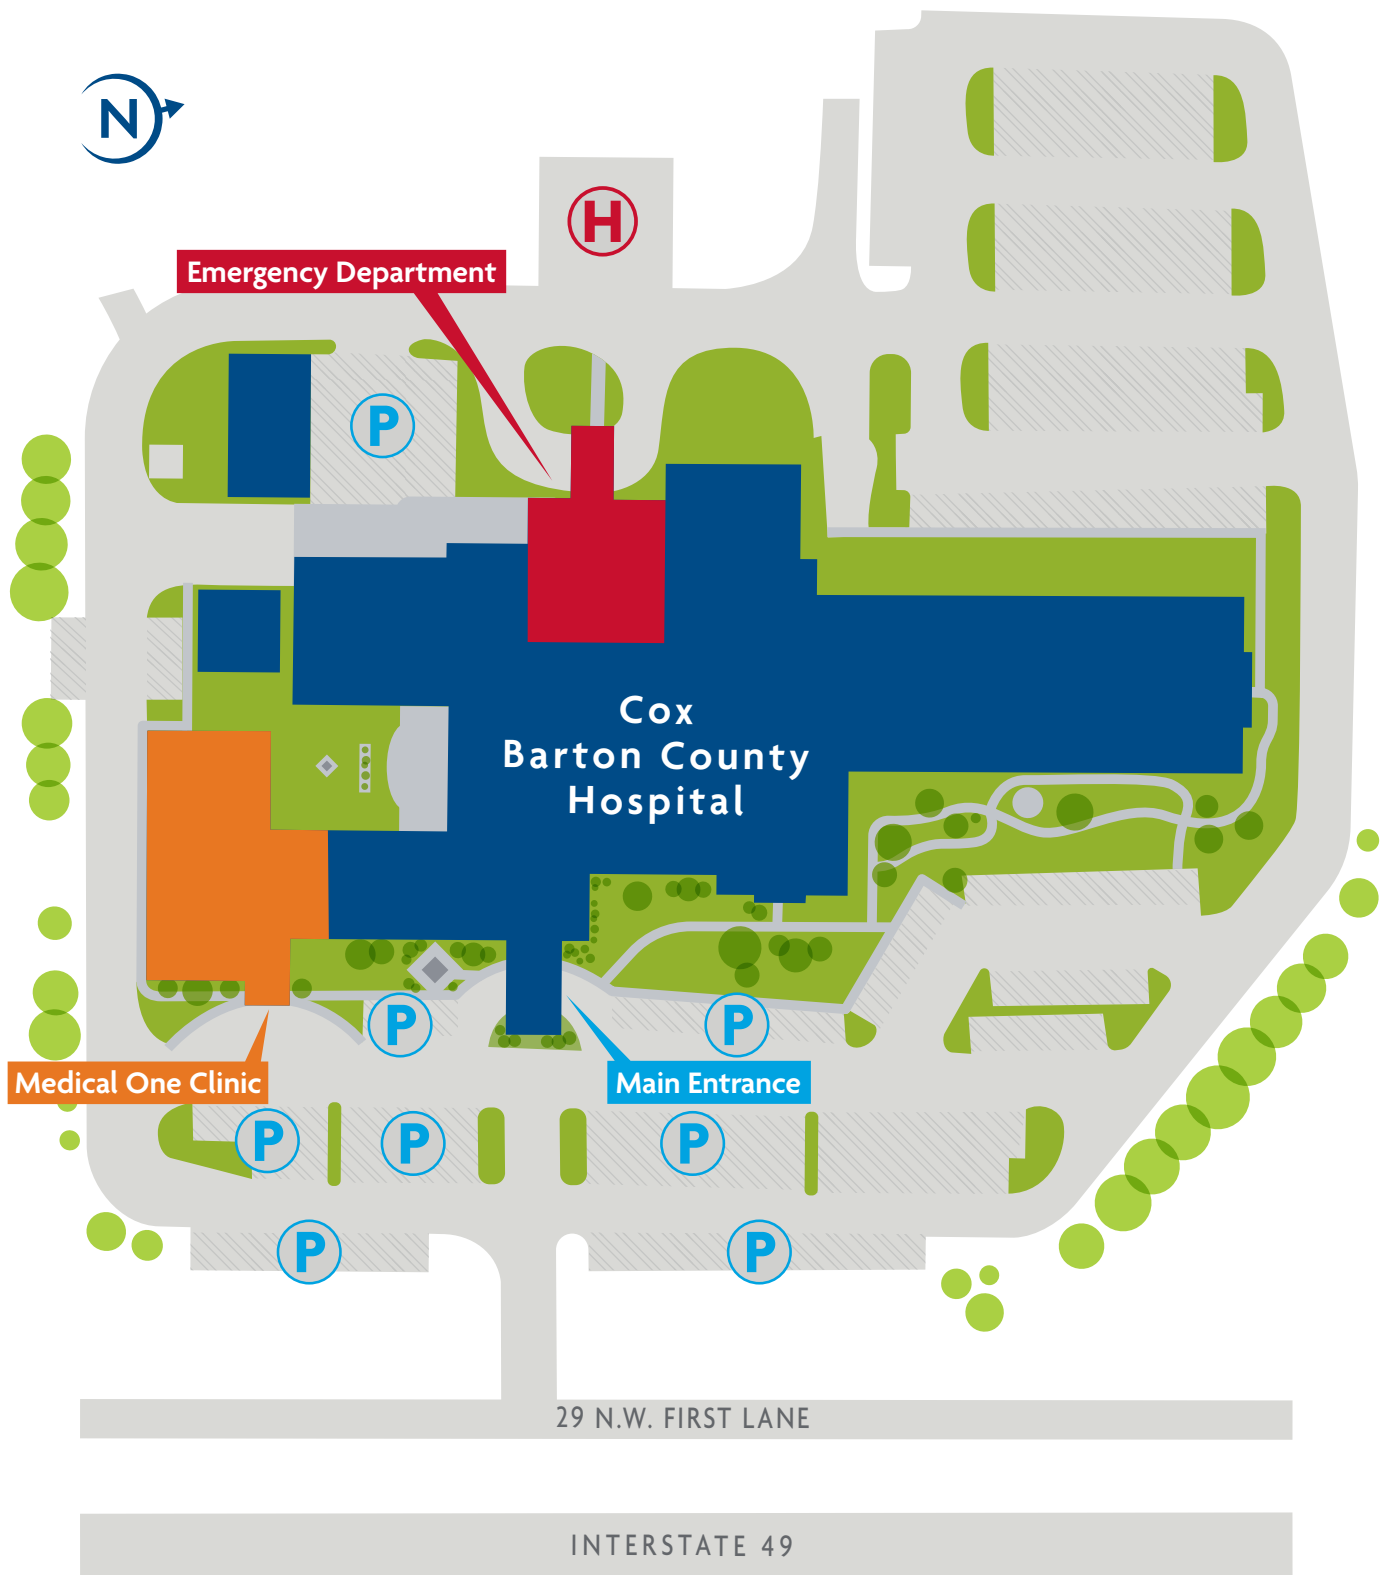 N
H
Emergency Department
P
Cox
Barton County
Hospital
P
P
Medical One Clinic
Main Entrance
P
P
P
P
P
29 N.W. FIRST LANE
INTERSTATE 49